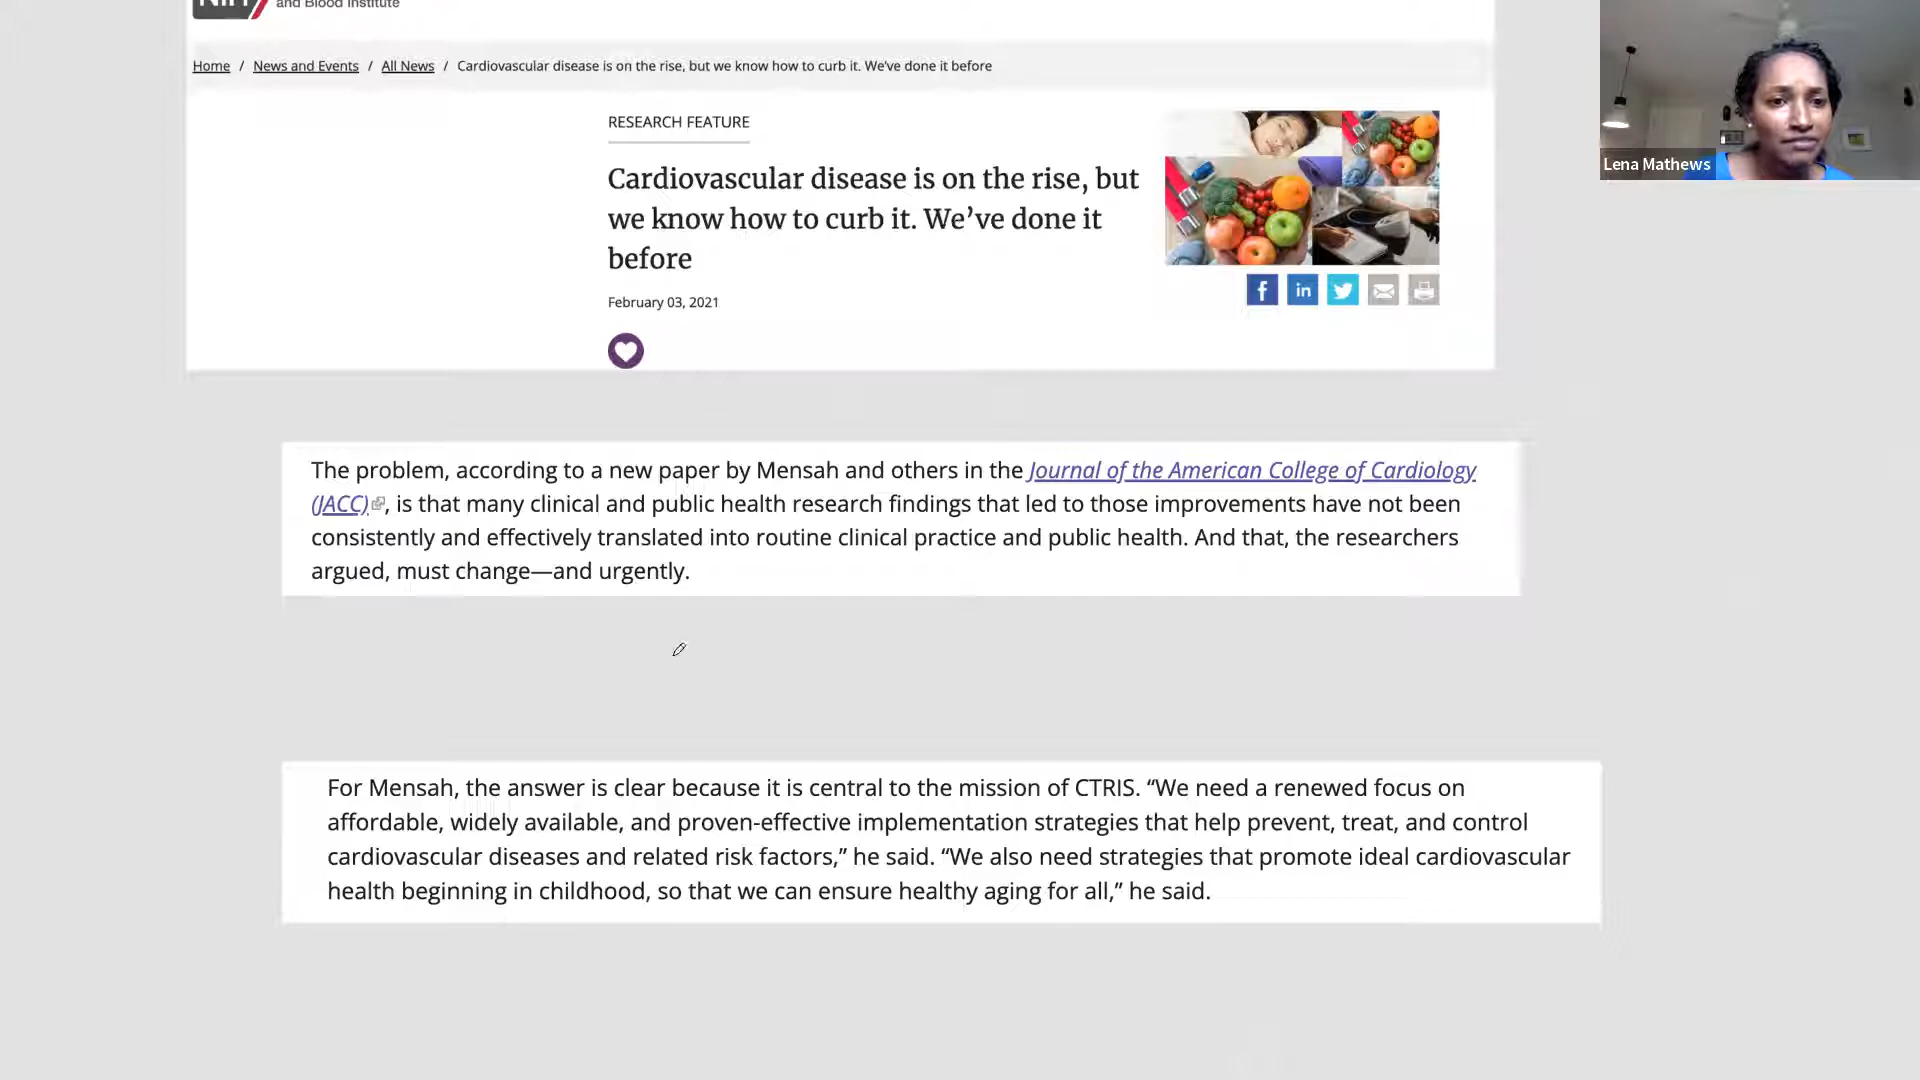 NIH
and Blood Institute
Home / News and Events / All News / Cardiovascular disease is on the rise, but we know how to curb it. We've done it before
RESEARCH FEATURE
Cardiovascular disease is on the rise, but
we know how to curb it. We’ve done it
before
February 03, 2021
f in
Lena Mathews
The problem, according to a new paper by Mensah and others in the Journal of the American College of Cardiology
(JACC), is that many clinical and public health research findings that led to those improvements have not been
consistently and effectively translated into routine clinical practice and public health. And that, the researchers
argued, must change—and urgently.
For Mensah, the answer is clear because it is central to the mission of CTRIS. “We need a renewed focus on
affordable, widely available, and proven-effective implementation strategies that help prevent, treat, and control
cardiovascular diseases and related risk factors,” he said. “We also need strategies that promote ideal cardiovascular
health beginning in childhood, so that we can ensure healthy aging for all,” he said.